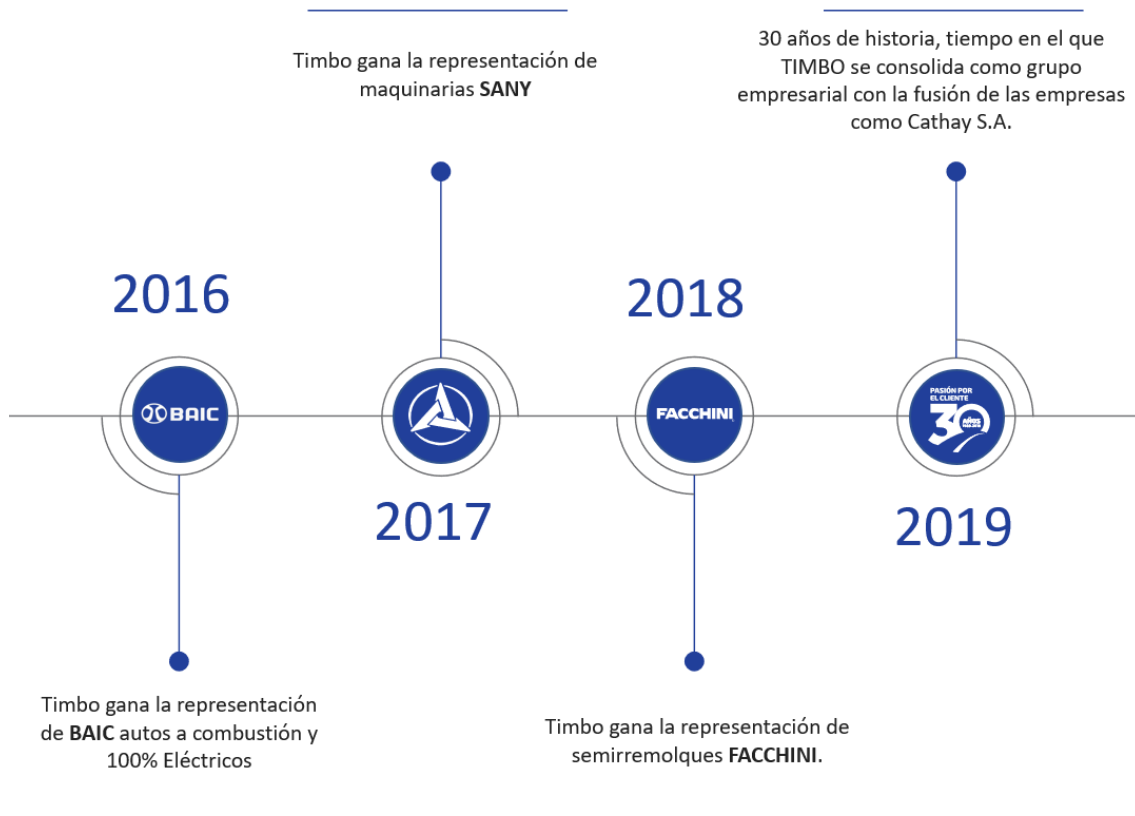 Timbo gana la representación de
maquinarias SANY
30 años de historia, tiempo en el que
TIMBO se consolida como grupo
empresarial con la fusión de las empresas
como Cathay S.A.
2016
2018
BAIC
FACCHINI
PASIÓN POR
EL CLIENTE
30
AÑOS
2017
2019
Timbo gana la representación
de BAIC autos a combustión y
100% Eléctricos
Timbo gana la representación de
semirremolques FACCHINI.